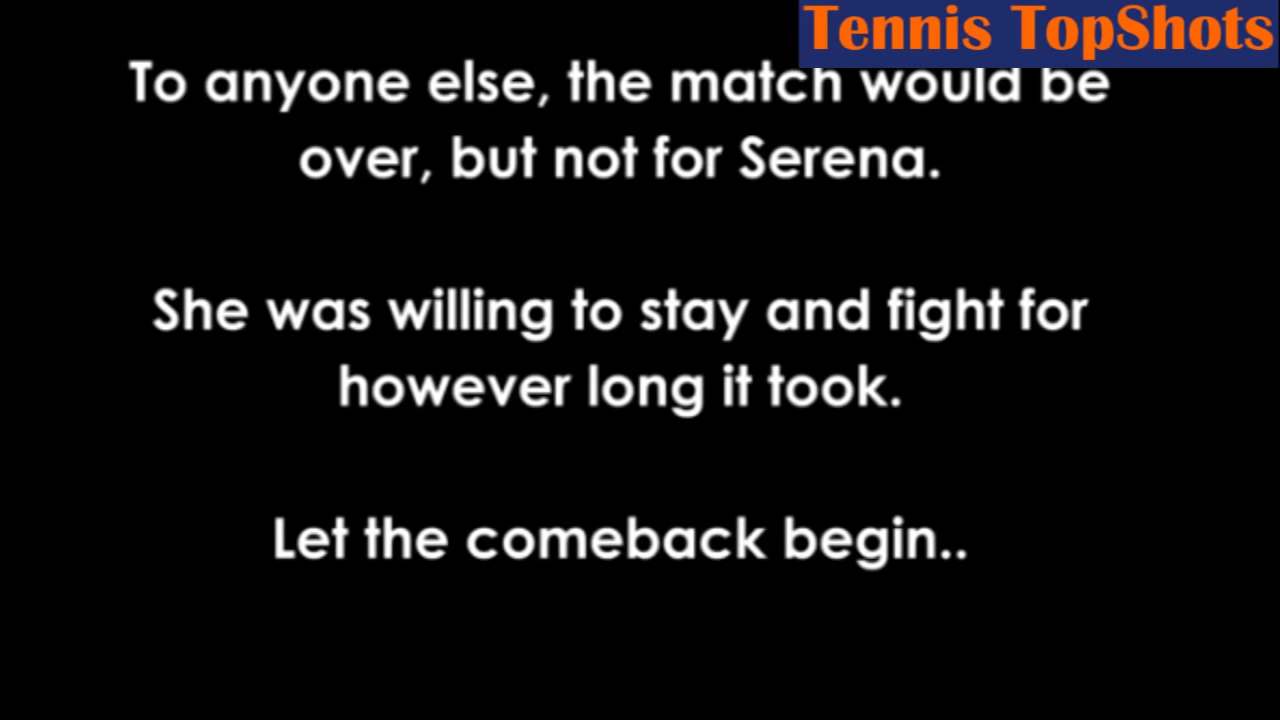 Tennis TopShots
To anyone else, the match would be
over, but not for Serena.
She was willing to stay and fight for
however long it took.
Let the comeback begin..